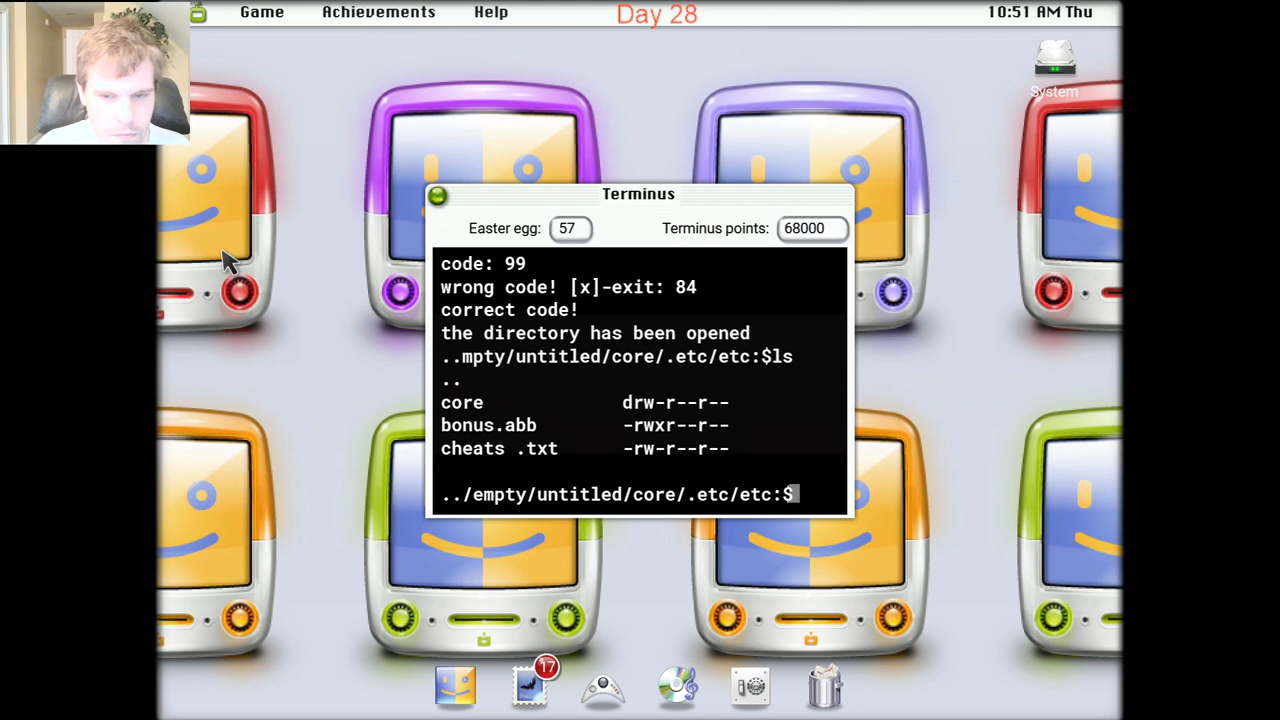 Game Achievements Help Day 28 10:51 AM Thu
System
Terminus
Easter egg: 57 Terminus points: 68000
code: 99
wrong code! [x]-exit: 84
correct code!
the directory has been opened
..mpty/untitled/core/.etc/etc:$ls
..
core drw-r--r--
bonus.abb -rwxr--r--
cheats .txt -rw-r--r--
../empty/untitled/core/.etc/etc:$
17